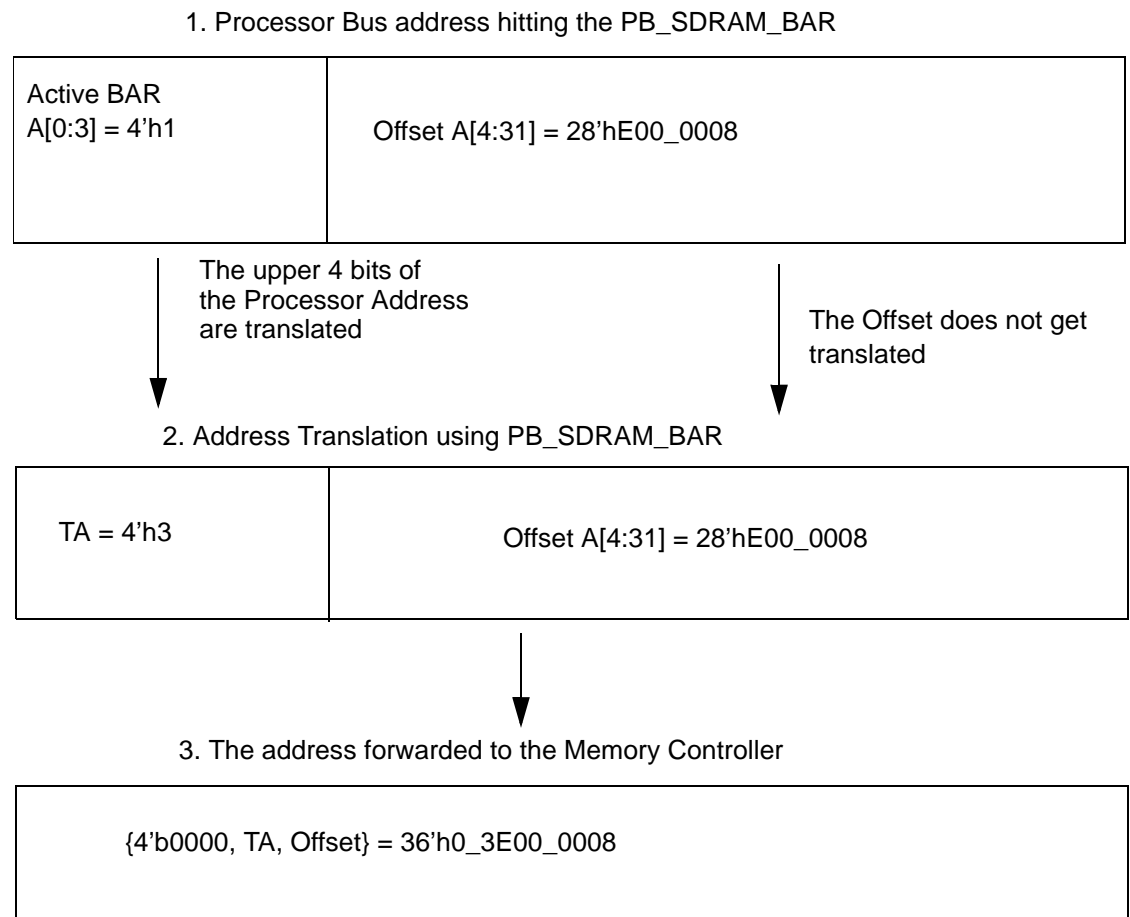 1. Processor Bus address hitting the PB_SDRAM_BAR
Active BAR
A[0:3] = 4’h1
Offset A[4:31] = 28’hE00_0008
The upper 4 bits of
the Processor Address
are translated
The Offset does not get
translated
2. Address Translation using PB_SDRAM_BAR
TA = 4’h3
Offset A[4:31] = 28’hE00_0008
3. The address forwarded to the Memory Controller
{4’b0000, TA, Offset} = 36’h0_3E00_0008